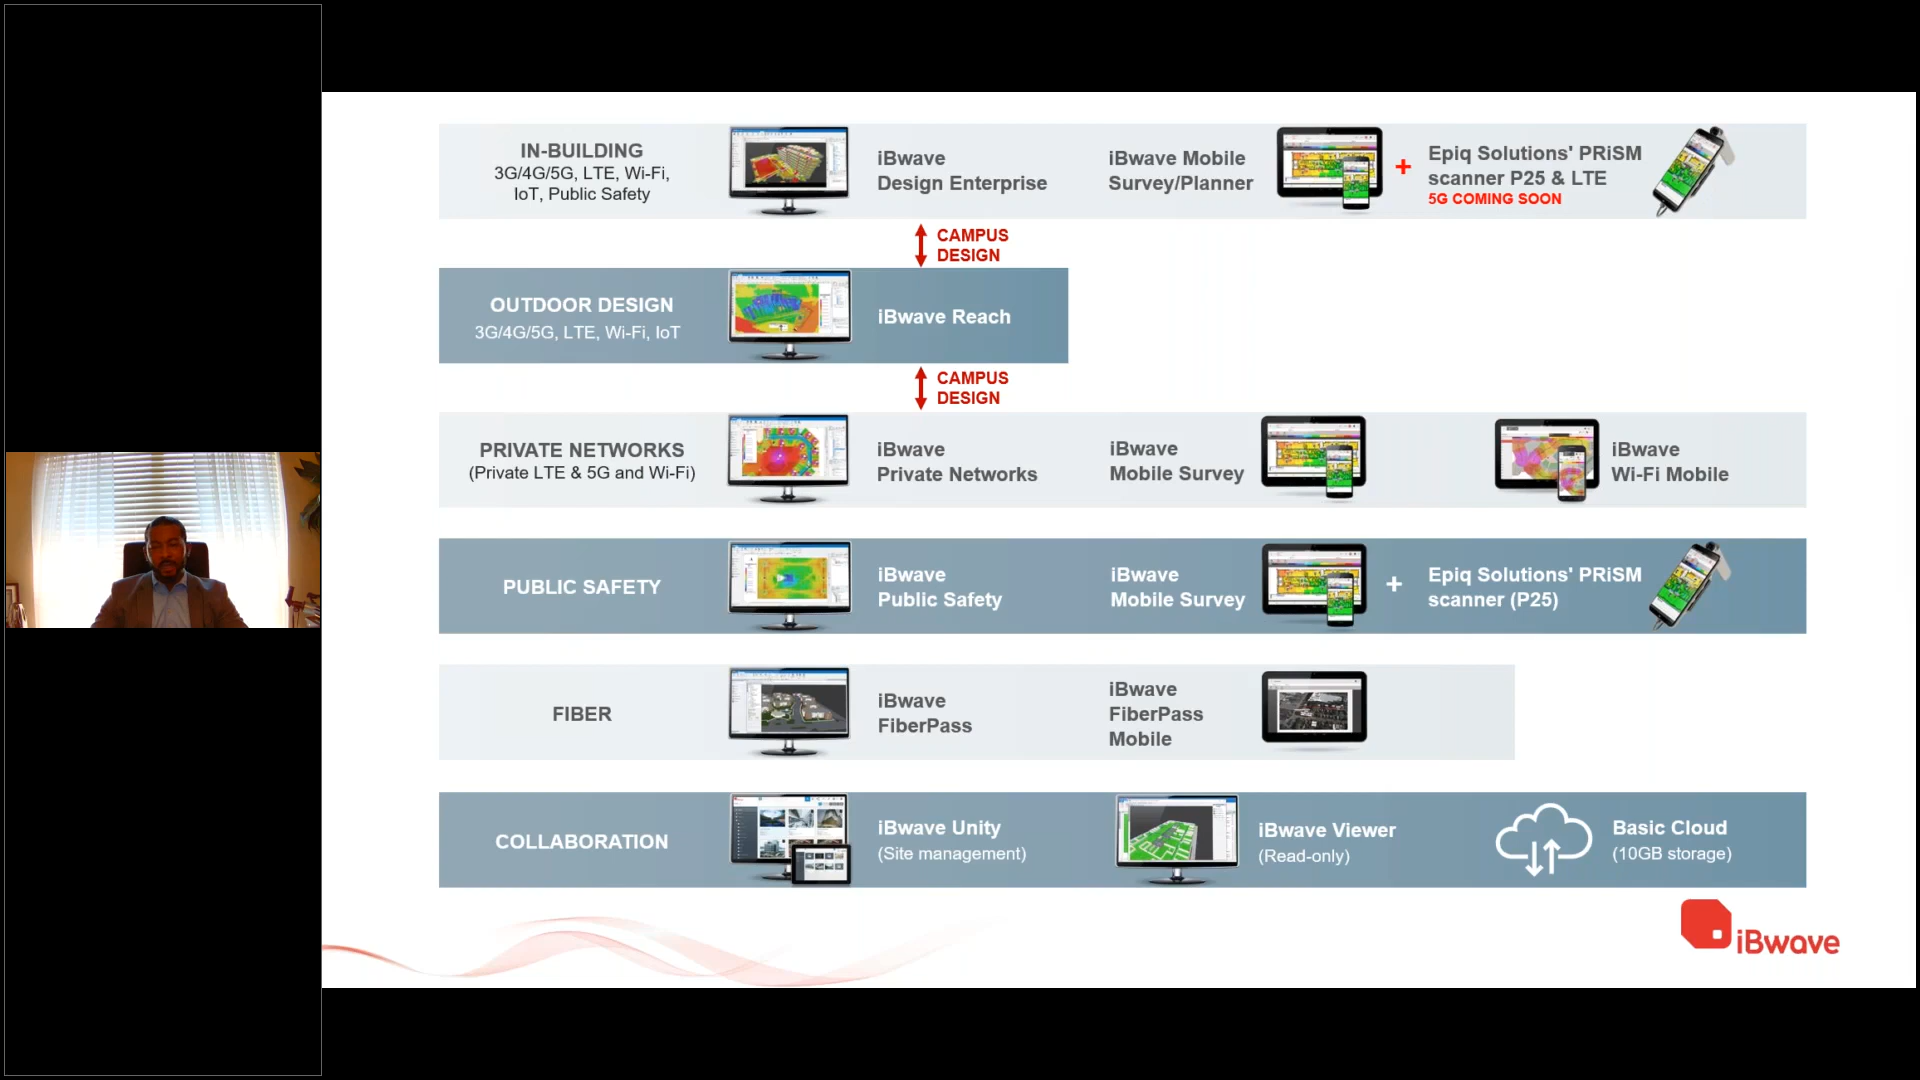 IN-BUILDING
3G/4G/5G, LTE, Wi-Fi,
IoT, Public Safety
iBwave
Design Enterprise
iBwave Mobile
Survey/Planner
+
Epiq Solutions' PRiSM
scanner P25 & LTE
5G COMING SOON
CAMPUS
DESIGN
OUTDOOR DESIGN
3G/4G/5G, LTE, Wi-Fi, IoT
iBwave Reach
CAMPUS
DESIGN
PRIVATE NETWORKS
(Private LTE & 5G and Wi-Fi)
iBwave
Private Networks
iBwave
Mobile Survey
iBwave
Wi-Fi Mobile
PUBLIC SAFETY
iBwave
Public Safety
iBwave
Mobile Survey
+
Epiq Solutions' PRiSM
scanner (P25)
FIBER
iBwave
FiberPass
iBwave
FiberPass
Mobile
COLLABORATION
iBwave Unity
(Site management)
iBwave Viewer
(Read-only)
Basic Cloud
(10GB storage)
iBwave